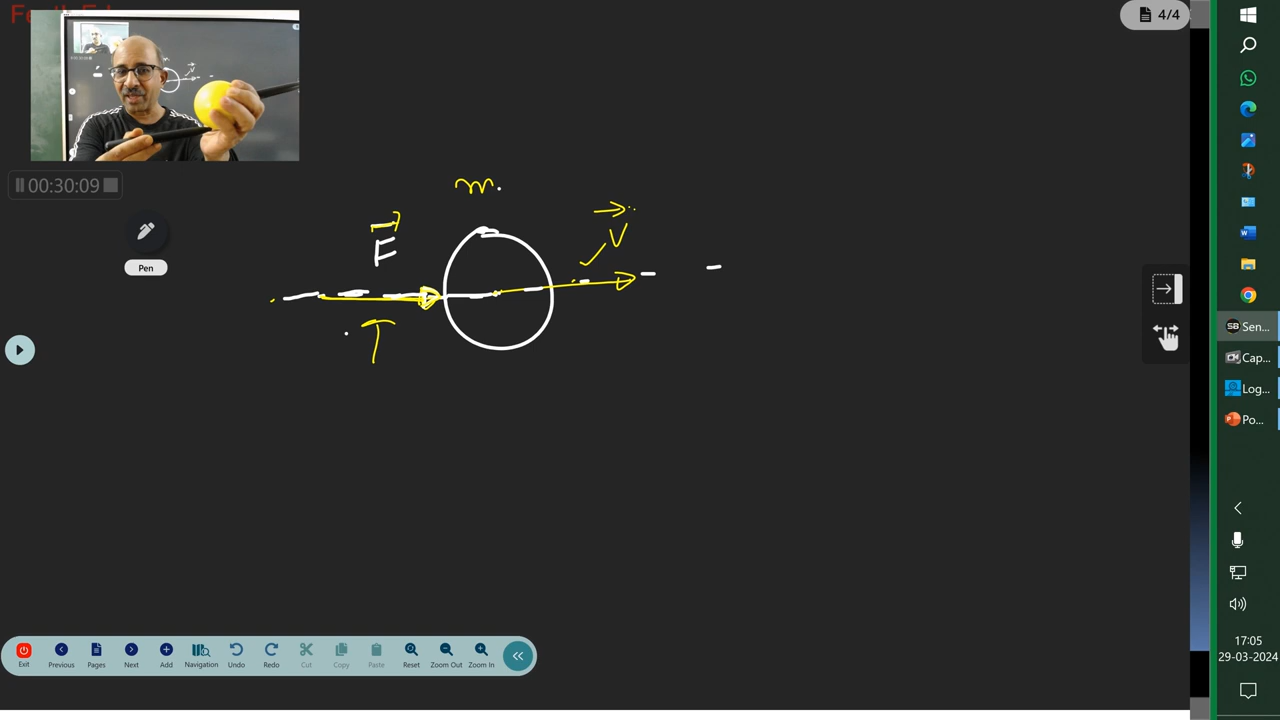 4/4
00:30:09
Pen
m
F
V
T
Exit
Previous
Pages
Next
Add
Navigation
Undo
Redo
Cut
Copy
Paste
Reset
Zoom Out
Zoom In
SB Sen...
Cap...
Log...
Po...
17:05
29-03-2024